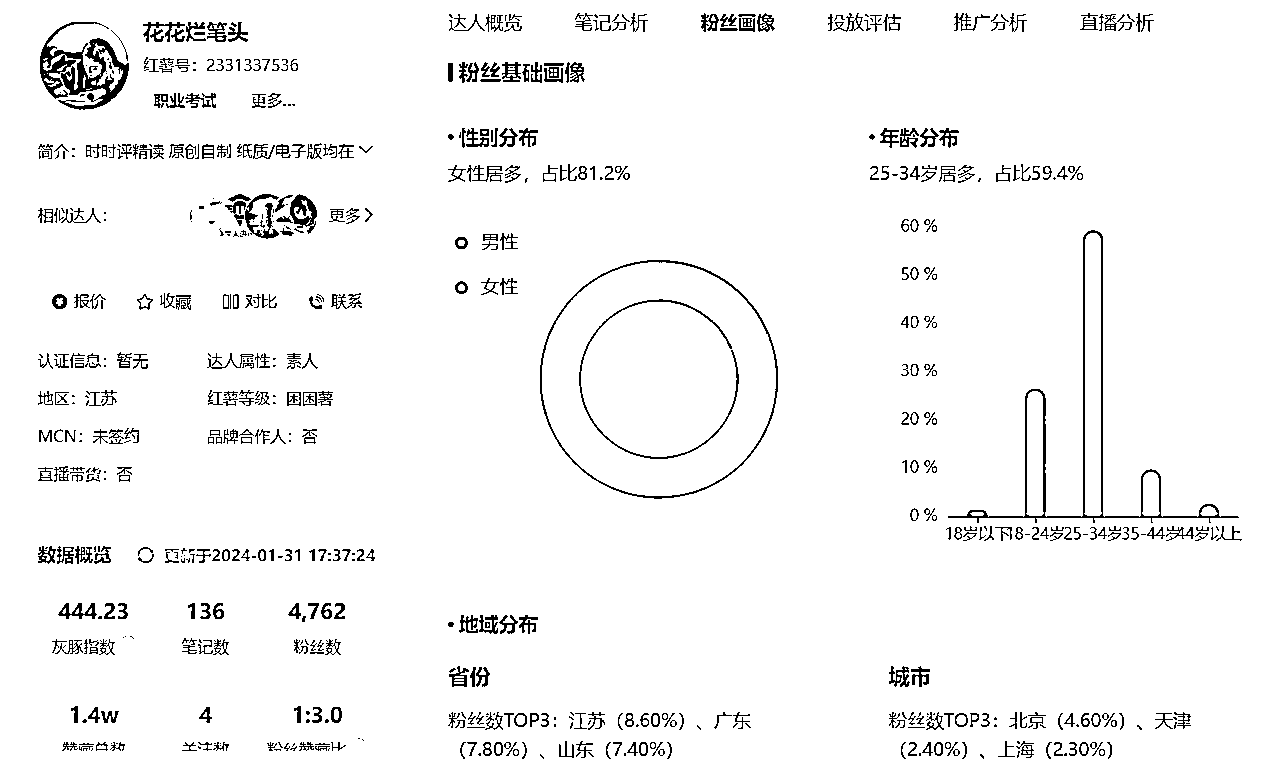 花花烂笔头
红薯号：2331337536
职业考试 更多...
简介：时时评精读 原创自制 纸质/电子版均在
相似达人：
更多
报价 收藏 对比 联系
认证信息：暂无 达人属性：素人
地区：江苏 红薯等级：困困薯
MCN：未签约 品牌合作人：否
直播带货：否
数据概览 更新于2024-01-31 17:37:24
444.23 136 4,762
灰豚指数 笔记数 粉丝数
1.4w 4 1:3.0
赞藏总数 关注数 粉丝赞藏比
达人概览 笔记分析 粉丝画像 投放评估 推广分析 直播分析
粉丝基础画像
• 性别分布
女性居多，占比81.2%
男性
女性
• 年龄分布
25-34岁居多，占比59.4%
60 %
50 %
40 %
30 %
20 %
10 %
0 %
18岁以下 18-24岁 25-34岁 35-44岁 44岁以上
• 地域分布
省份
粉丝数TOP3：江苏（8.60%）、广东
（7.80%）、山东（7.40%）
城市
粉丝数TOP3：北京（4.60%）、天津
（2.40%）、上海（2.30%）